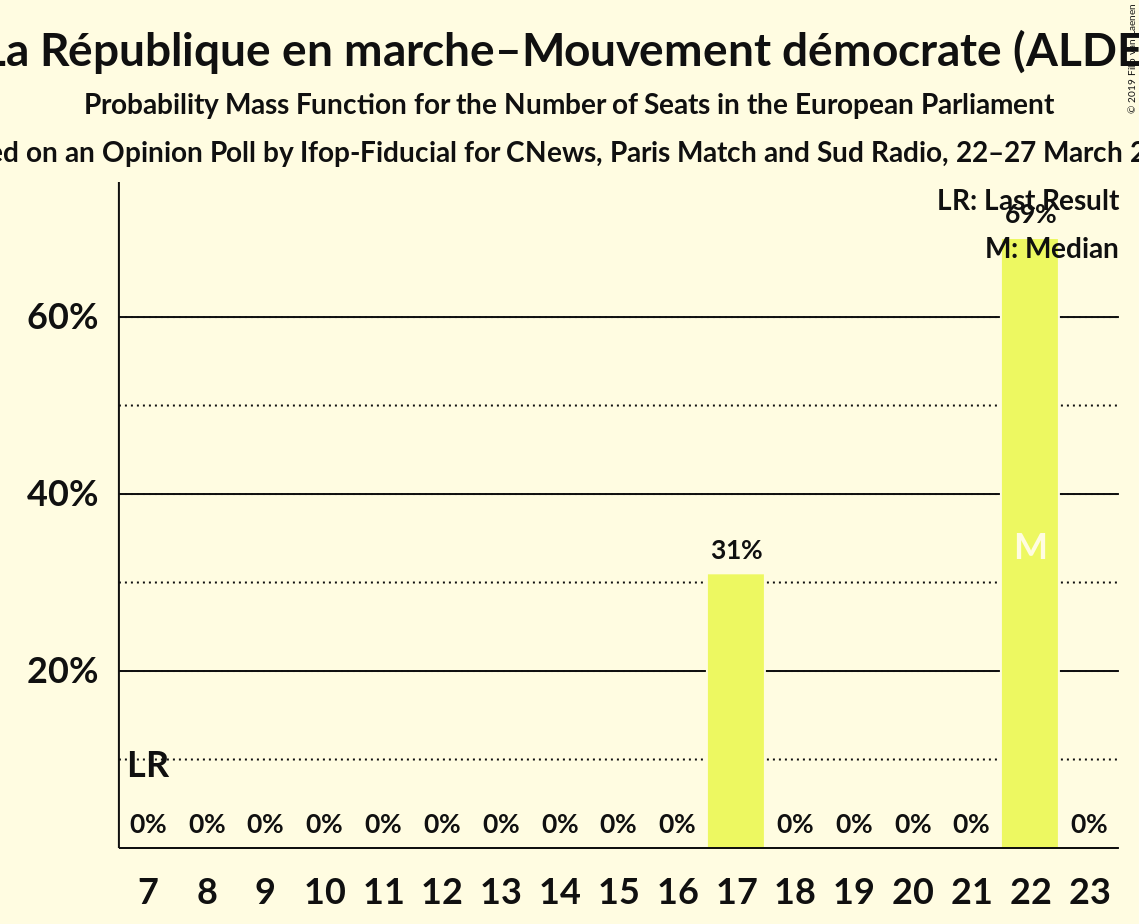 La République en marche–Mouvement démocrate (ALDE
Probability Mass Function for the Number of Seats in the European Parliament
ed on an Opinion Poll by Ifop-Fiducial for CNews, Paris Match and Sud Radio, 22–27 March 2
LR: Last Result
69%
M: Median
60%
40%
M
31%
20%
LR
0% 0% 0% 0% 0% 0% 0% 0% 0% 0% 0% 0% 0% 0% 0%
7 8 9 10 11 12 13 14 15 16 17 18 19 20 21 22 23
© 2019